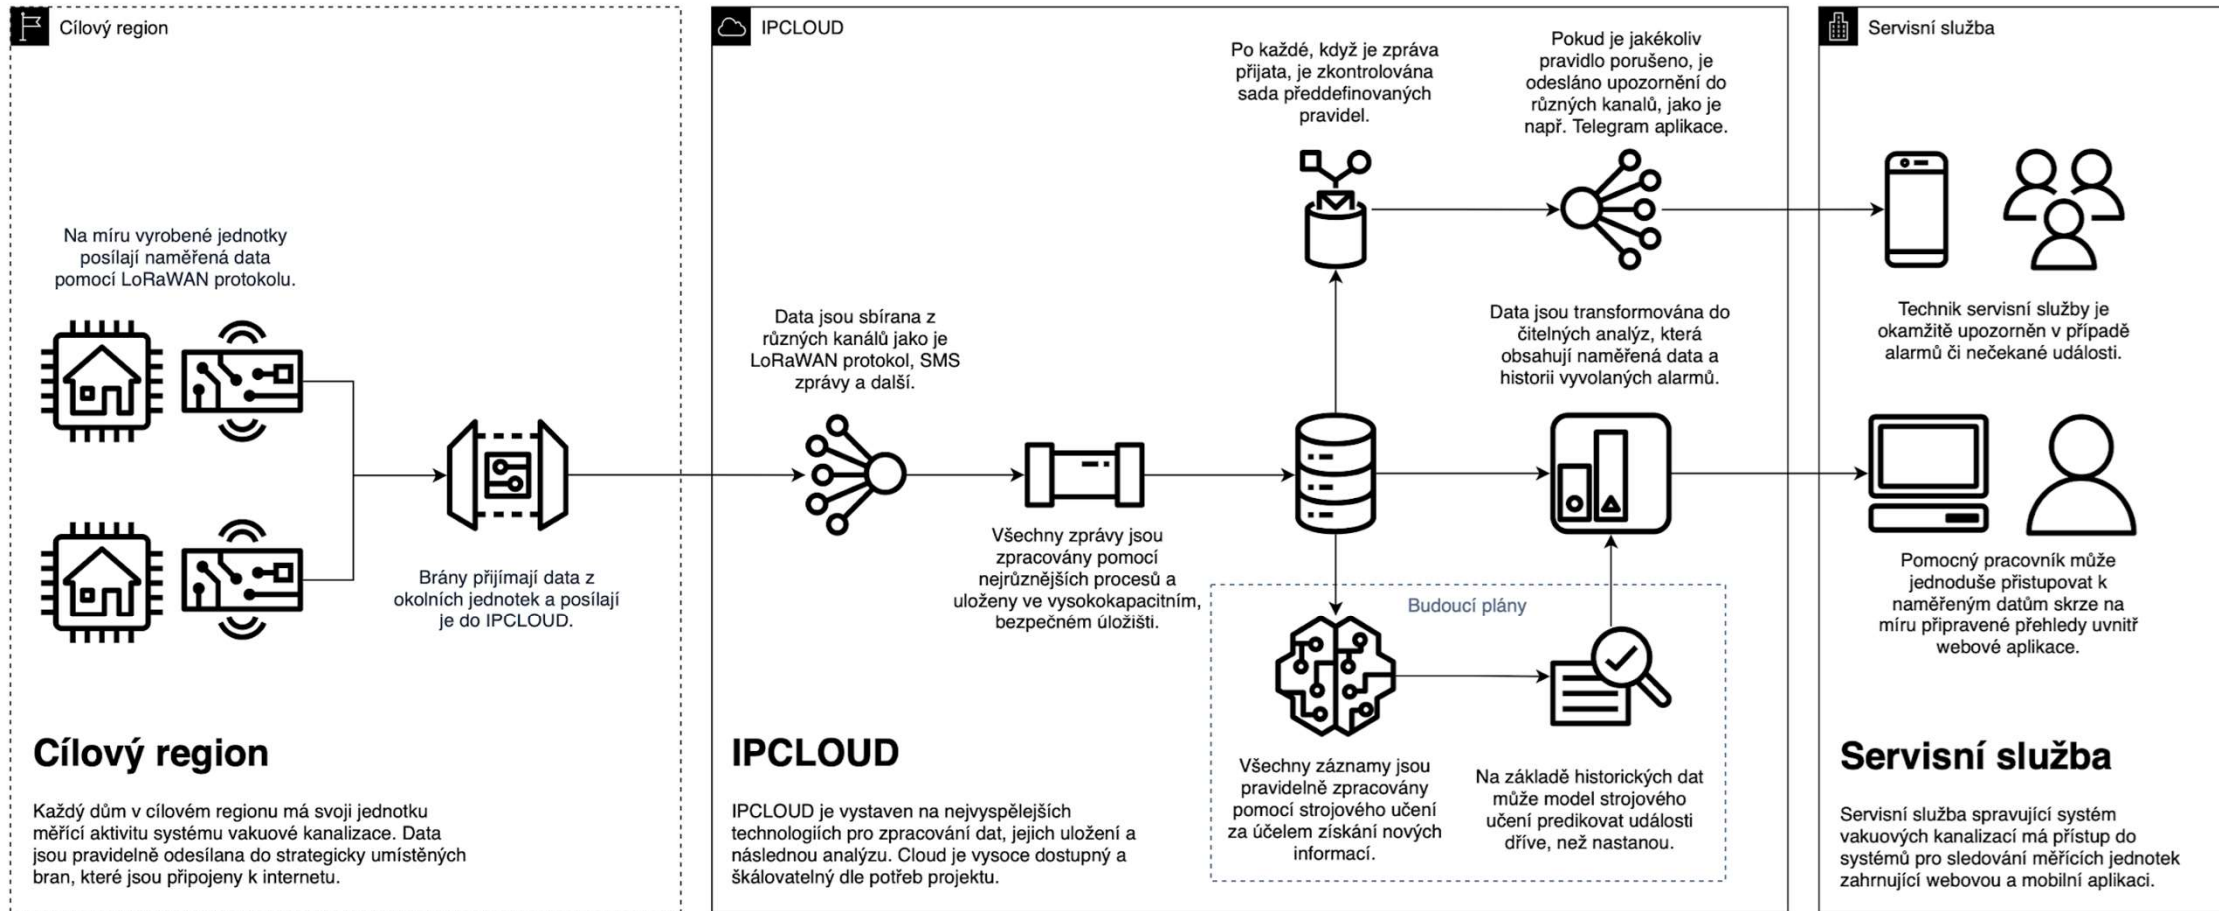 Cílový region
Na míru vyrobené jednotky
posílají naměřená data
pomocí LoRaWAN protokolu.
Brány přijímají data z
okolních jednotek a posílají
je do IPCLOUD.
Cílový region
Každý dům v cílovém regionu má svoji jednotku
měřící aktivitu systému vakuové kanalizace. Data
jsou pravidelně odesílana do strategicky umístěných
bran, které jsou připojeny k internetu.
IPCLOUD
Po každé, když je zpráva
přijata, je zkontrolována
sada předdefinovaných
pravidel.
Pokud je jakékoliv
pravidlo porušeno, je
odesláno upozornění do
různých kanalů, jako je
např. Telegram aplikace.
Data jsou sbírana z
různých kanálů jako je
LoRaWAN protokol, SMS
zprávy a další.
Data jsou transformována do
čitelných analýz, která
obsahují naměřená data a
historii vyvolaných alarmů.
Všechny zprávy jsou
zpracovány pomocí
nejrůznějších procesů a
uloženy ve vysokokapacitním,
bezpečném úložišti.
Budoucí plány
Všechny záznamy jsou
pravidelně zpracovány
pomocí strojového učení
za účelem získání nových
informací.
Na základě historických dat
může model strojového
učení predikovat události
dříve, než nastanou.
IPCLOUD
IPCLOUD je vystaven na nejvyspělejších
technologiích pro zpracování dat, jejich uložení a
následnou analýzu. Cloud je vysoce dostupný a
škálovatelný dle potřeb projektu.
Servisní služba
Technik servisní služby je
okamžitě upozorněn v případě
alarmů či nečekané události.
Pomocný pracovník může
jednoduše přistupovat k
naměřeným datům skrze na
míru připravené přehledy uvnitř
webové aplikace.
Servisní služba
Servisní služba spravující systém
vakuových kanalizací má přístup do
systémů pro sledování měřících jednotek
zahrnující webovou a mobilní aplikaci.